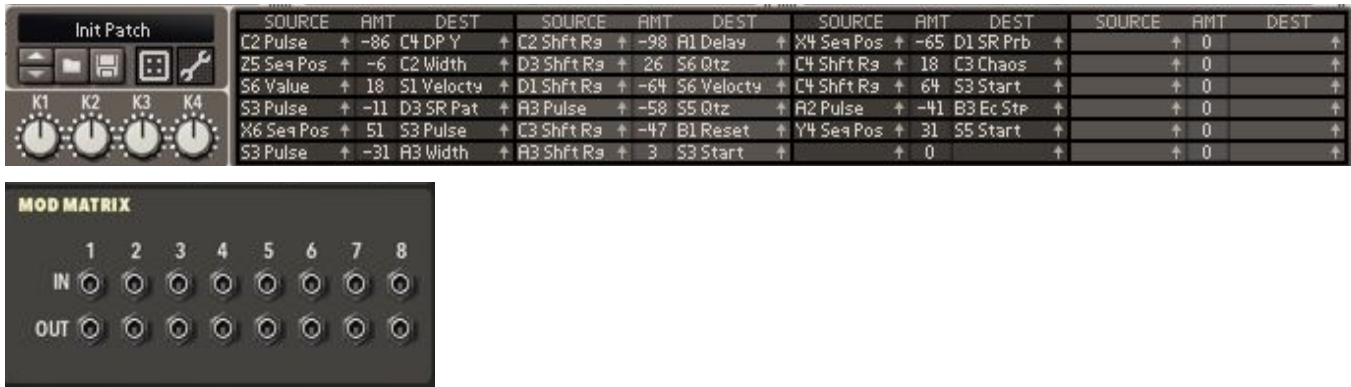 Init Patch
K1 K2 K3 K4
SOURCE AMT DEST SOURCE AMT DEST SOURCE AMT DEST SOURCE AMT DEST
C2 Pulse -86 C4 DP Y C2 Shft Rg -98 A1 Delay X4 Seq Pos -65 D1 SR Prb 0
Z5 Seq Pos -6 C2 Width D3 Shft Rg 26 S6 Qtz C4 Shft Rg 18 C3 Chaos 0
S6 Value 18 S1 Velocty D1 Shft Rg -64 S6 Velocty C4 Shft Rg 64 S3 Start 0
S3 Pulse -11 D3 SR Pat A3 Pulse -58 S5 Qtz A2 Pulse -41 B3 Ec Stp 0
X6 Seq Pos 51 S3 Pulse C3 Shft Rg -47 B1 Reset Y4 Seq Pos 31 S5 Start 0
S3 Pulse -31 A3 Width A3 Shft Rg 3 S3 Start 0 0
MOD MATRIX
1 2 3 4 5 6 7 8
IN
OUT